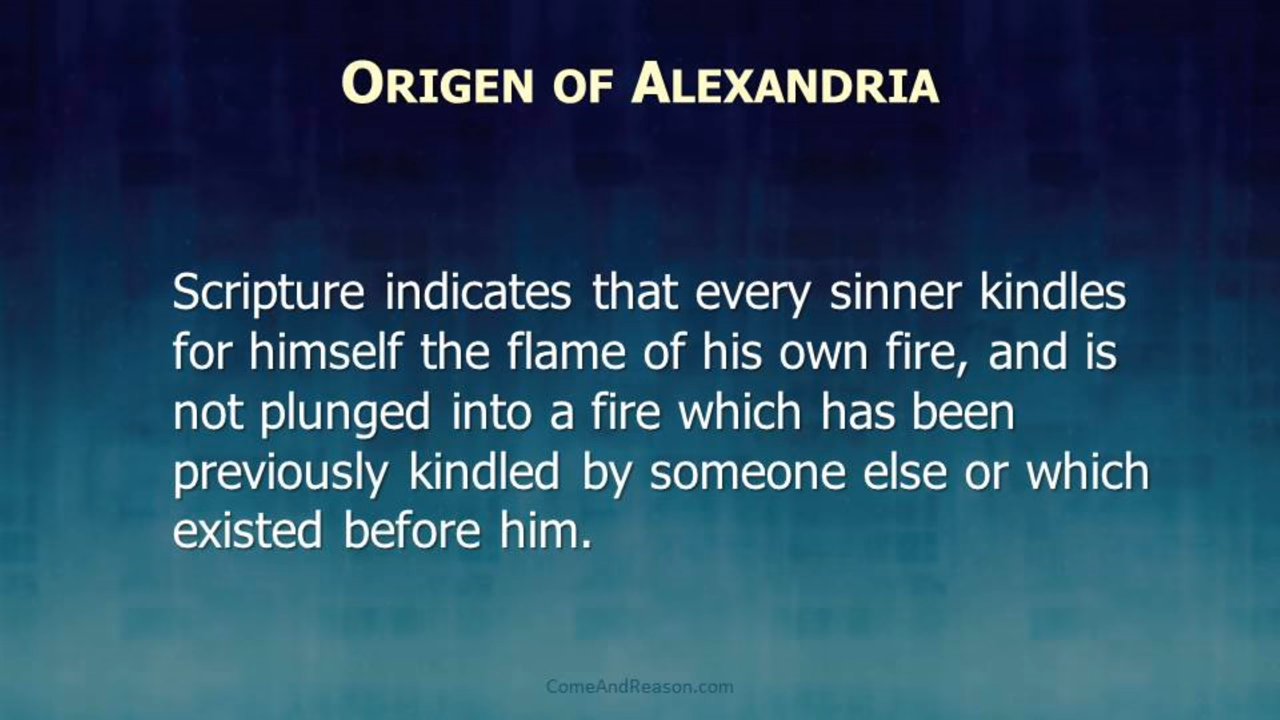 ORIGEN OF ALEXANDRIA
Scripture indicates that every sinner kindles
for himself the flame of his own fire, and is
not plunged into a fire which has been
previously kindled by someone else or which
existed before him.
ComeAndReason.com